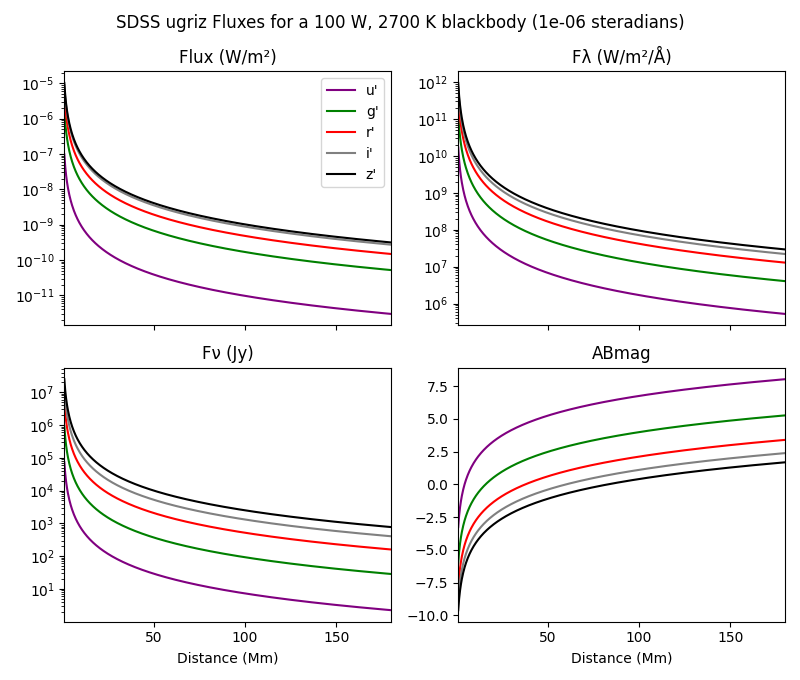 SDSS ugriz Fluxes for a 100 W, 2700 K blackbody (1e-06 steradians)
Flux (W/m²)
10⁻⁵
10⁻⁶
10⁻⁷
10⁻⁸
10⁻⁹
10⁻¹⁰
10⁻¹¹
u'
g'
r'
i'
z'
Fλ (W/m²/Å)
10¹²
10¹¹
10¹⁰
10⁹
10⁸
10⁷
10⁶
Fν (Jy)
10⁷
10⁶
10⁵
10⁴
10³
10²
10¹
50 100 150
Distance (Mm)
ABmag
7.5
5.0
2.5
0.0
−2.5
−5.0
−7.5
−10.0
50 100 150
Distance (Mm)